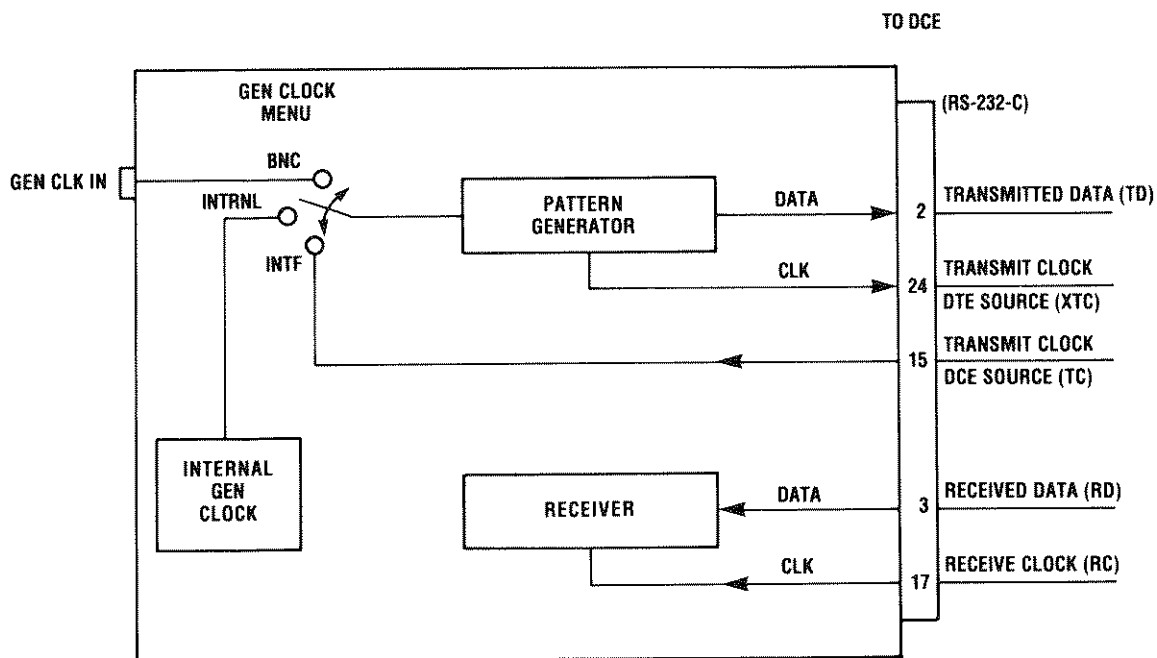 TO DCE
GEN CLOCK
MENU
(RS-232-C)
GEN CLK IN
BNC
INTRNL
INTF
PATTERN
GENERATOR
DATA
2
TRANSMITTED DATA (TD)
CLK
24
TRANSMIT CLOCK
DTE SOURCE (XTC)
15
TRANSMIT CLOCK
DCE SOURCE (TC)
INTERNAL
GEN
CLOCK
RECEIVER
DATA
3
RECEIVED DATA (RD)
CLK
17
RECEIVE CLOCK (RC)